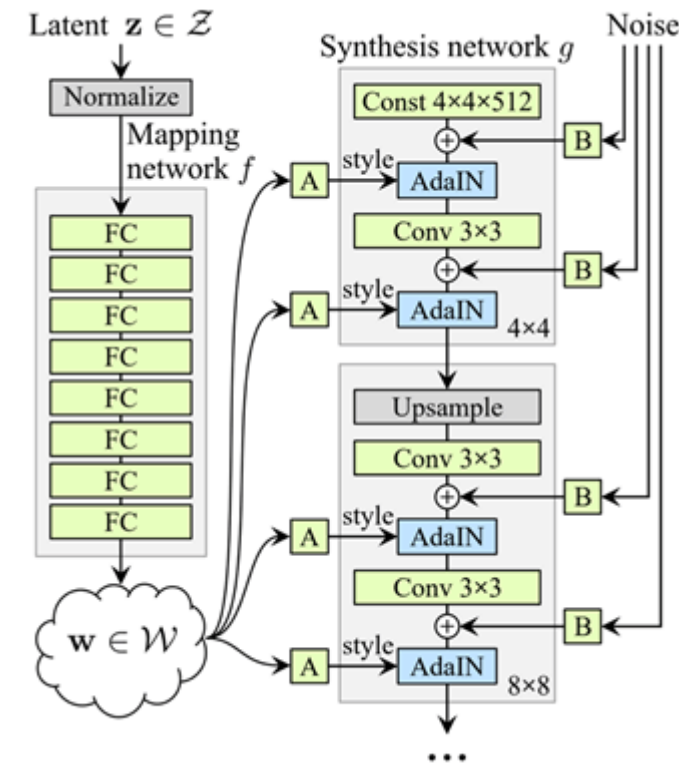 Latent z ∈ 𝒵
Normalize
Mapping
network f
FC
FC
FC
FC
FC
FC
FC
FC
w ∈ 𝒲
Synthesis network g
Noise
Const 4×4×512
B
A
style
AdaIN
Conv 3×3
B
A
style
AdaIN
4×4
Upsample
Conv 3×3
B
A
style
AdaIN
Conv 3×3
B
A
style
AdaIN
8×8
...